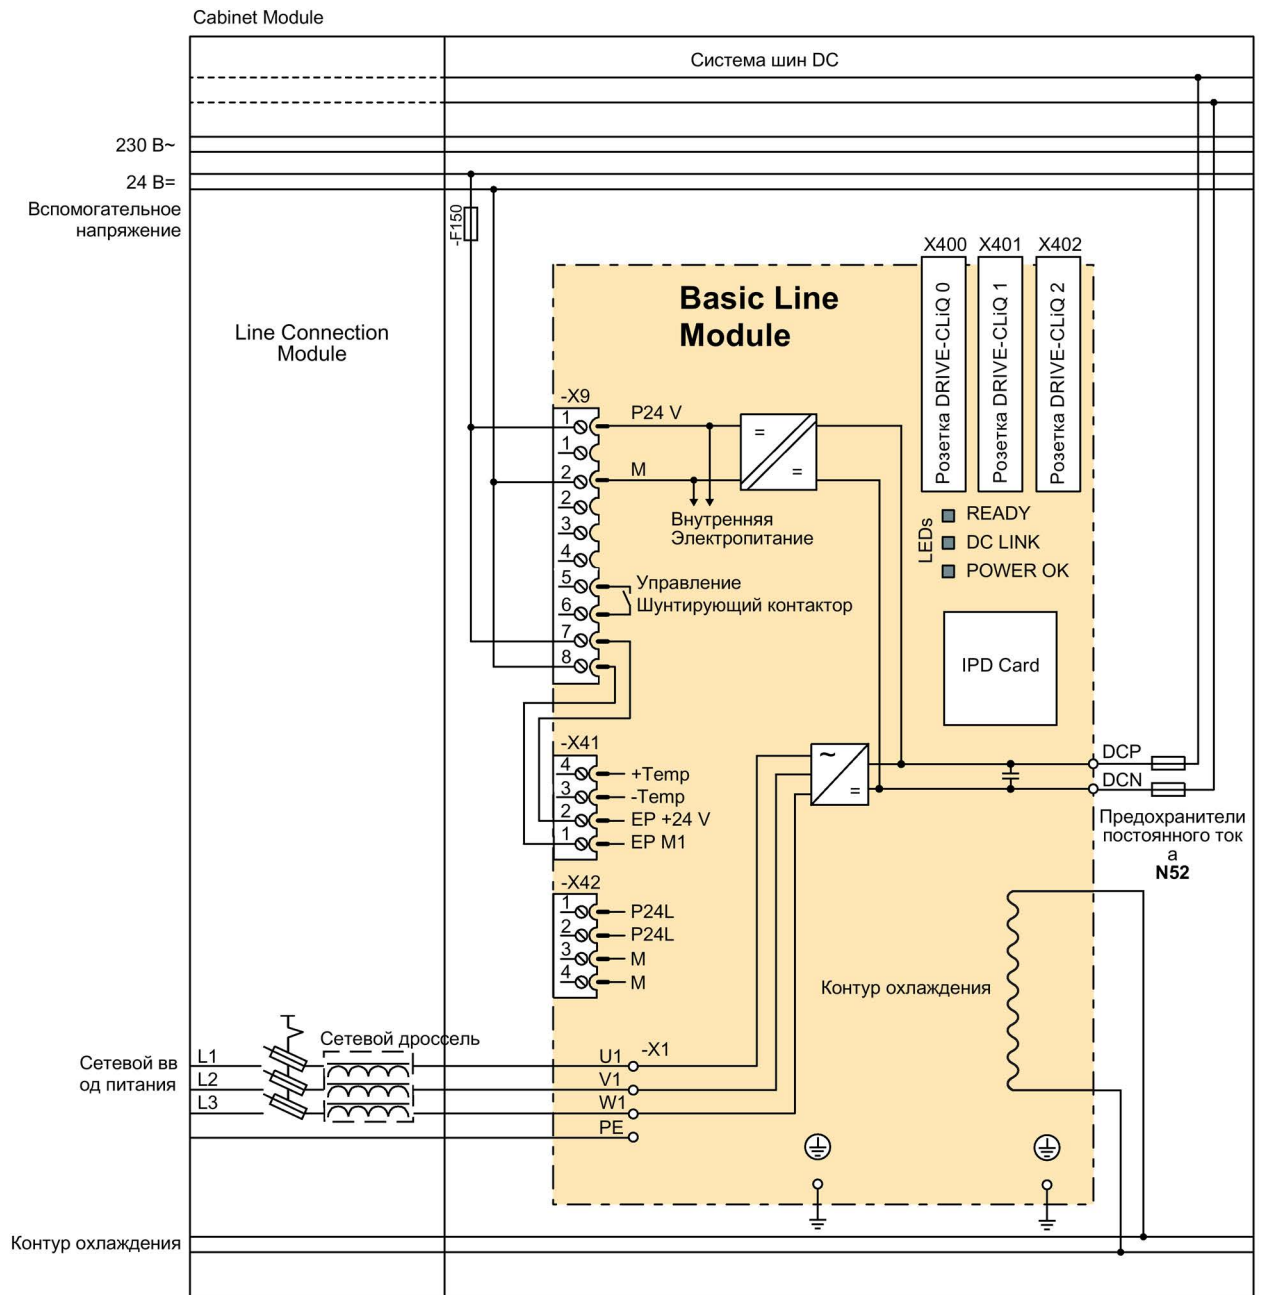 Cabinet Module
Система шин DC
230 В~
24 В=
Вспомогательное
напряжение
-F150
Line Connection
Module
Basic Line
Module
X400
X401
X402
Розетка DRIVE-CLiQ 0
Розетка DRIVE-CLiQ 1
Розетка DRIVE-CLiQ 2
-X9
1
1
2
2
3
4
5
6
7
8
P24 V
M
=
=
Внутренняя
Электропитание
Управление
Шунтирующий контактор
LEDs
READY
DC LINK
POWER OK
IPD Card
-X41
4
3
2
1
+Temp
-Temp
EP +24 V
EP M1
~
=
DCP
DCN
Предохранители
постоянного ток
а
N52
-X42
1
2
3
4
P24L
P24L
M
M
Контур охлаждения
Сетевой дроссель
Сетевой вв
од питания
L1
L2
L3
U1
V1
W1
PE
-X1
Контур охлаждения